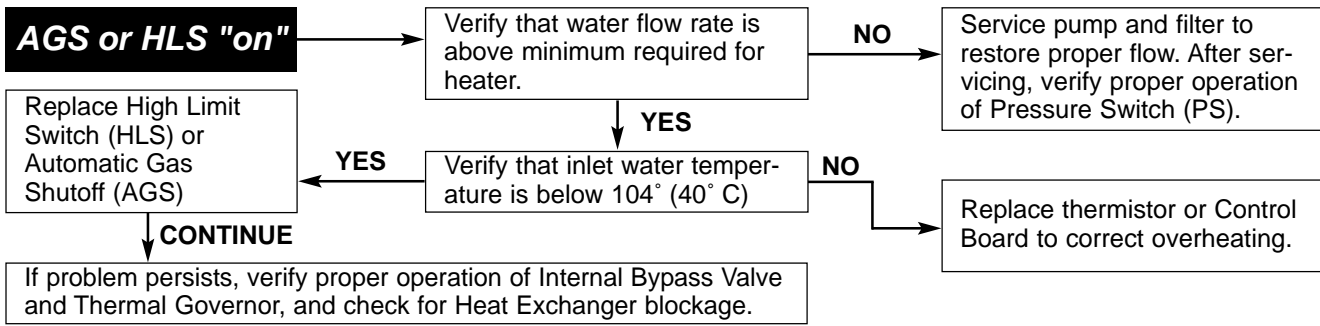 AGS or HLS "on"
Verify that water flow rate is
above minimum required for
heater.
NO
Service pump and filter to
restore proper flow. After ser-
vicing, verify proper operation
of Pressure Switch (PS).
YES
Verify that inlet water temper-
ature is below 104˚ (40˚ C)
NO
Replace thermistor or Control
Board to correct overheating.
YES
Replace High Limit
Switch (HLS) or
Automatic Gas
Shutoff (AGS)
CONTINUE
If problem persists, verify proper operation of Internal Bypass Valve
and Thermal Governor, and check for Heat Exchanger blockage.